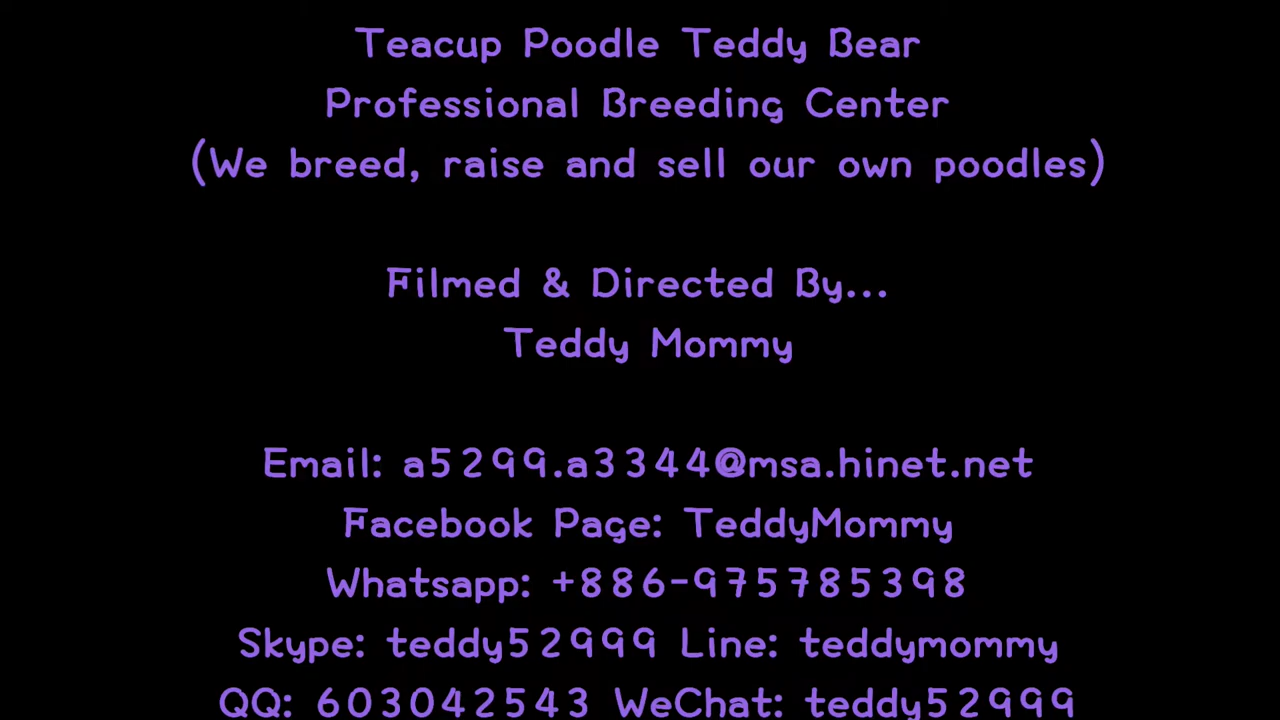 Teacup Poodle Teddy Bear
Professional Breeding Center
(We breed, raise and sell our own poodles)
Filmed & Directed By...
Teddy Mommy
Email: a5299.a3344@msa.hinet.net
Facebook Page: TeddyMommy
Whatsapp: +886-975785398
Skype: teddy52999 Line: teddymommy
QQ: 603042543 WeChat: teddy52999